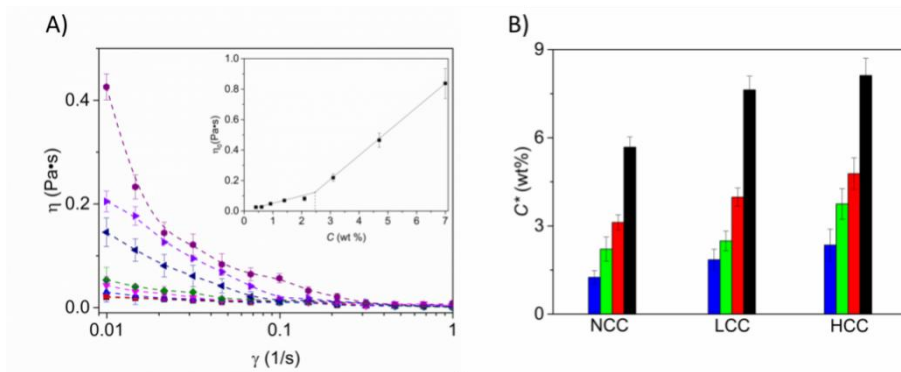 A)
η (Pa•s)
0.4
0.2
0.0
0.01
0.1
1
γ (1/s)
η₀(Pa•s)
1.0
0.8
0.6
0.4
0.2
0.0
0 1 2 3 4 5 6 7
C (wt %)
B)
C* (wt%)
9
6
3
0
NCC LCC HCC